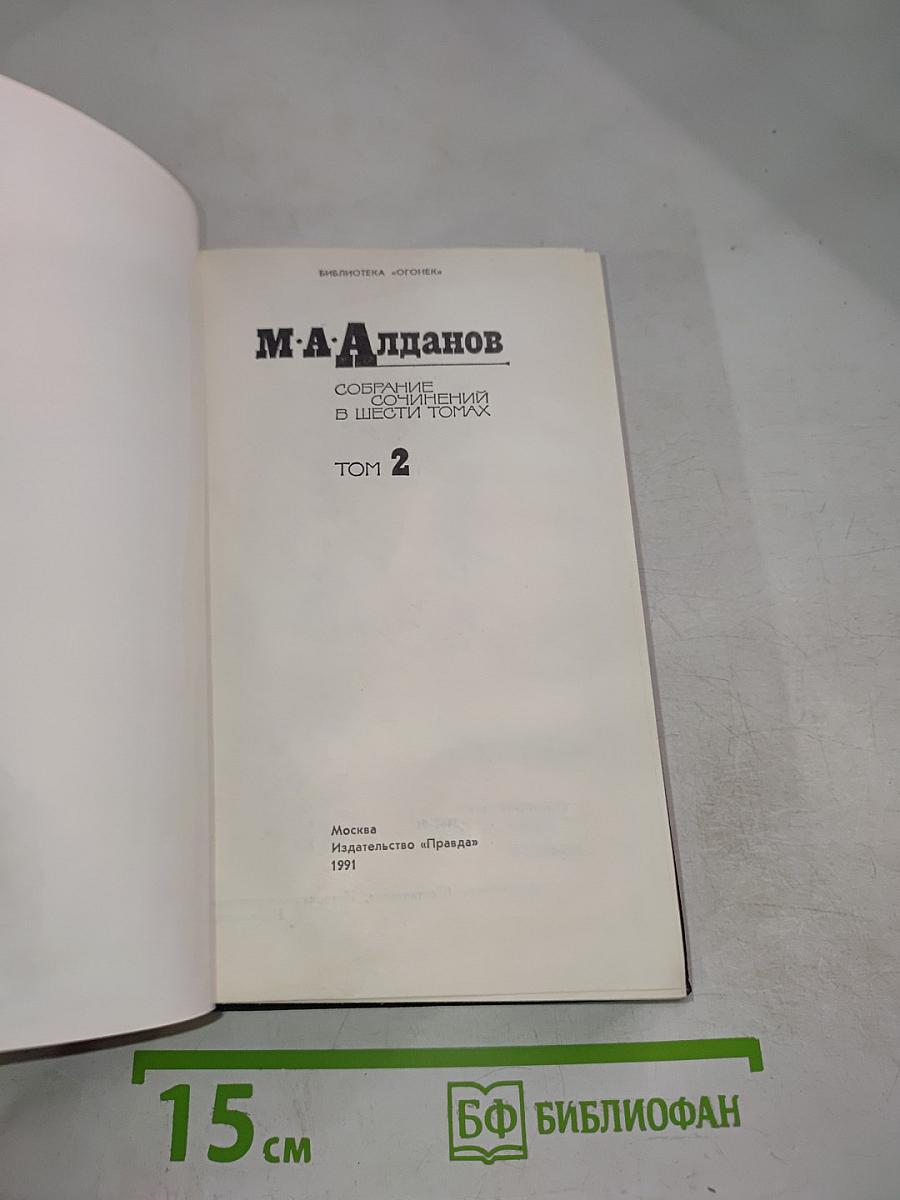 БИБЛИОТЕКА «ОГОНЕК»
М·А·Алданов
СОБРАНИЕ
СОЧИНЕНИЙ
В ШЕСТИ ТОМАХ
ТОМ 2
Москва
Издательство «Правда»
1991
15 см
БФ БИБЛИОФАН